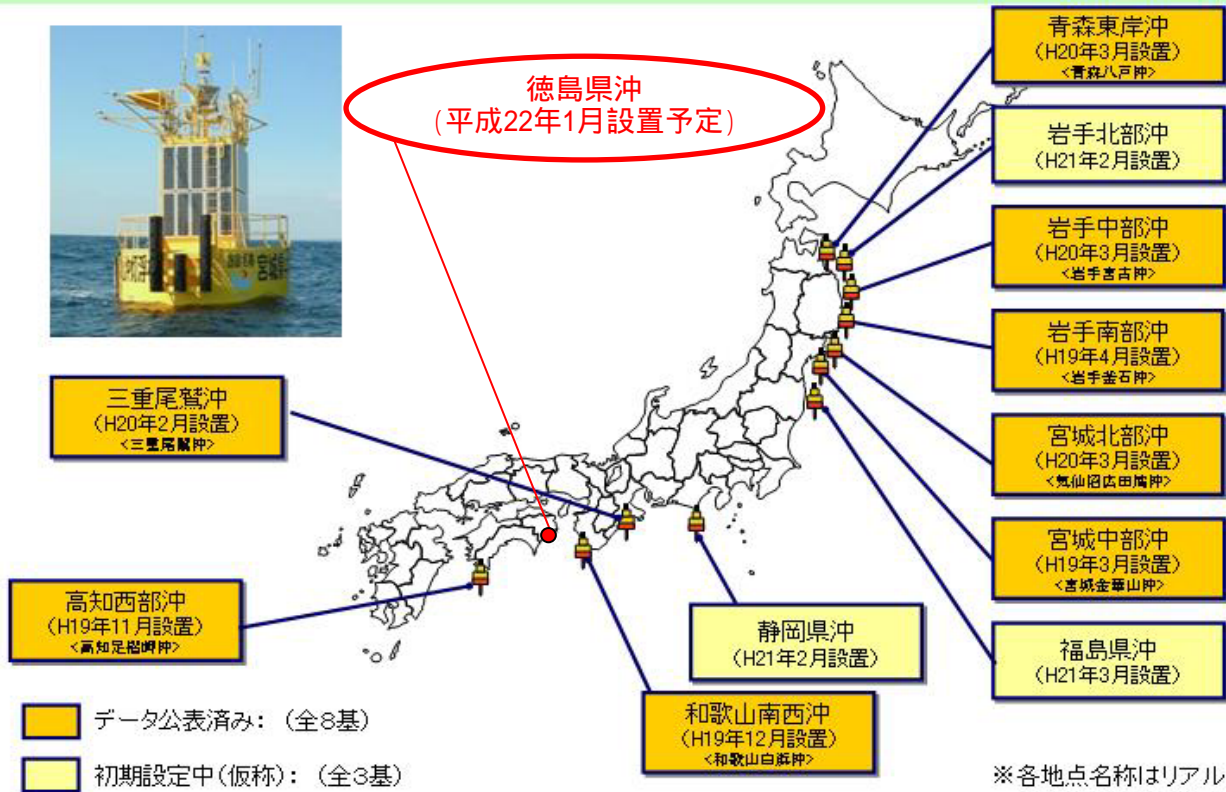 徳島県沖
(平成22年1月設置予定)
青森東岸沖
(H20年3月設置)
<青森八戸沖>
岩手北部沖
(H21年2月設置)
岩手中部沖
(H20年3月設置)
<岩手宮古沖>
岩手南部沖
(H19年4月設置)
<岩手釜石沖>
宮城北部沖
(H20年3月設置)
<気仙沼広田湾沖>
宮城中部沖
(H19年3月設置)
<宮城金華山沖>
福島県沖
(H21年3月設置)
三重尾鷲沖
(H20年2月設置)
<三重尾鷲沖>
高知西部沖
(H19年11月設置)
<高知足摺岬沖>
静岡県沖
(H21年2月設置)
和歌山南西沖
(H19年12月設置)
<和歌山白浜沖>
データ公表済み: (全8基)
初期設定中(仮称): (全3基)
※各地点名称はリアル